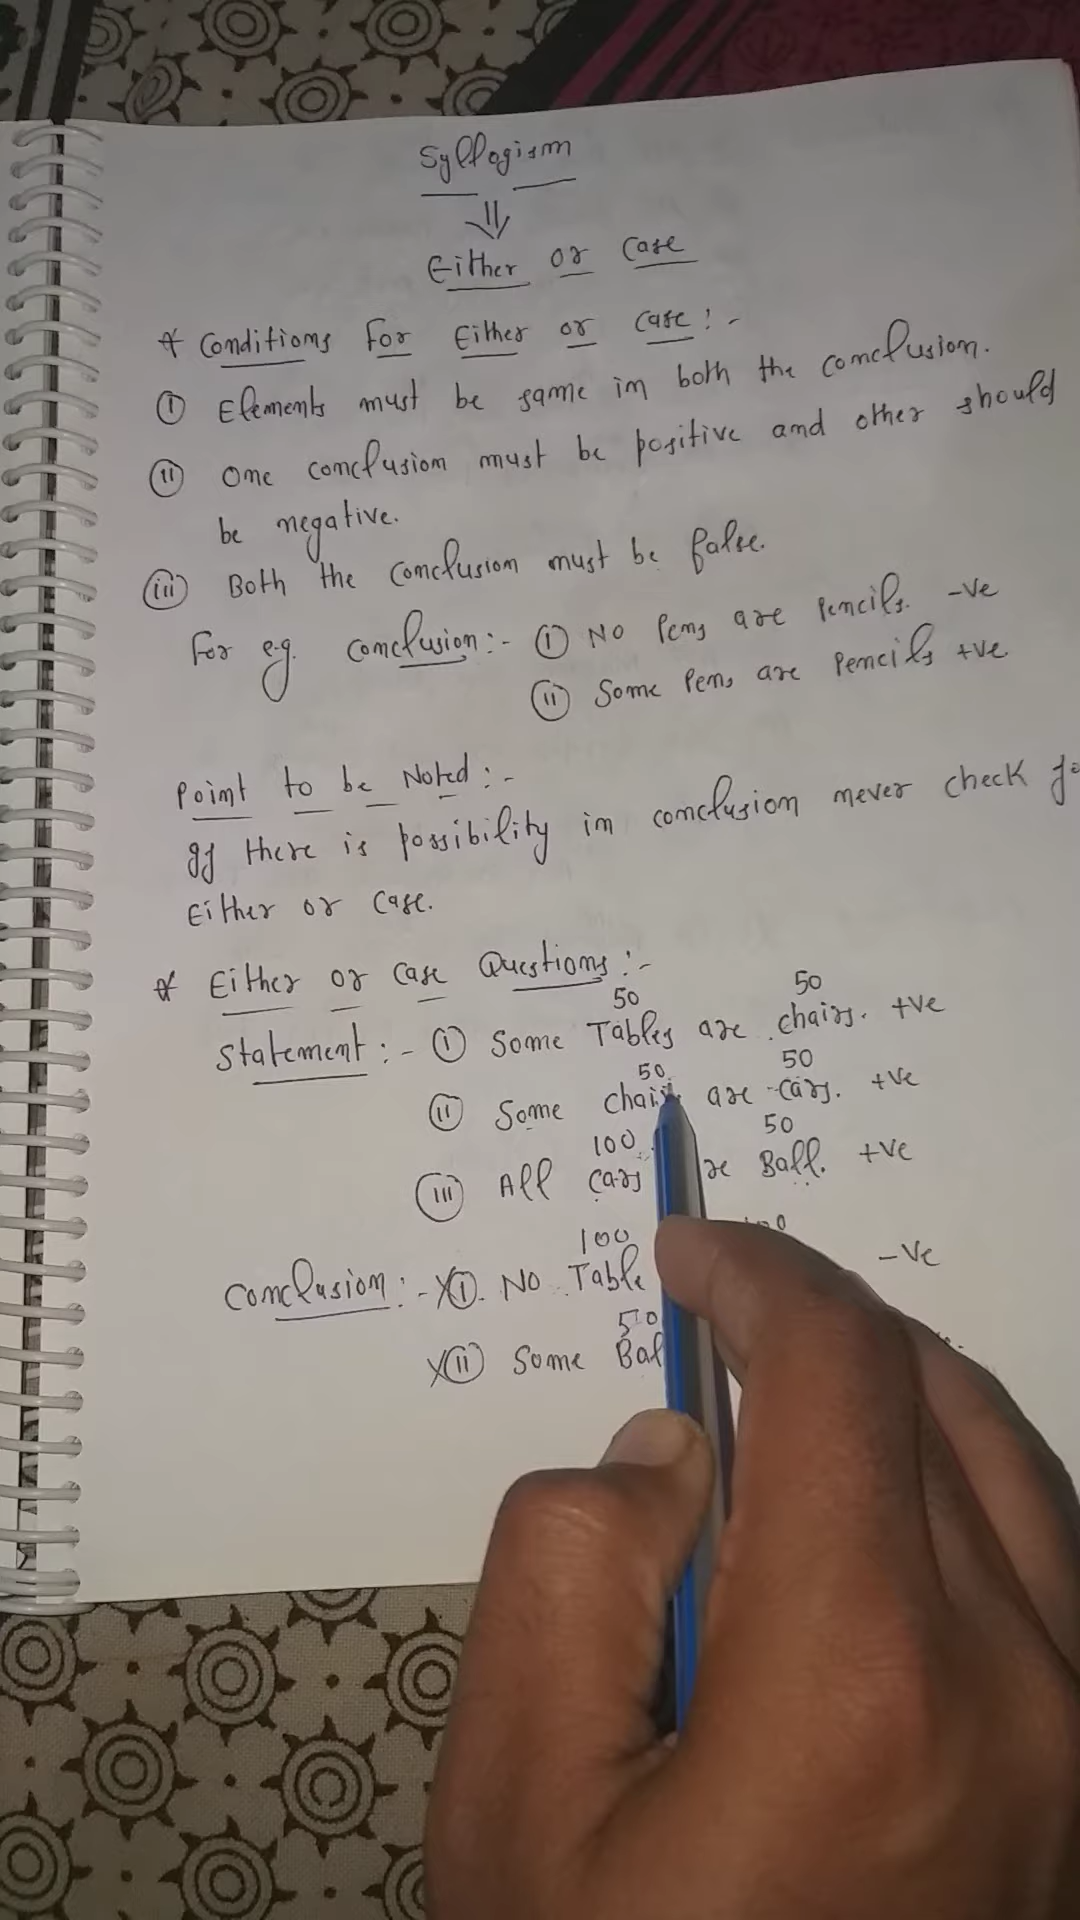 Syllogism
⇓
Either or Case
* Conditions For Either or Case :-
(i) Elements must be same in both the conclusion.
(ii) One conclusion must be positive and other should
be negative.
(iii) Both the conclusion must be false.
For e.g. Conclusion :- (i) No Pens are Pencils. -ve
(ii) Some Pens are Pencils +ve
Point to be Noted :-
If there is possibility in conclusion never check
Either or Case.
* Either or Case Questions :-
50 50
Statement :- (i) Some Tables are chairs. +ve
50 50
(ii) Some chairs are cars. +ve
100 50
(iii) All Cars Ball. +ve
100
Conclusion :- X(i). No Table -ve
50
X(ii) Some